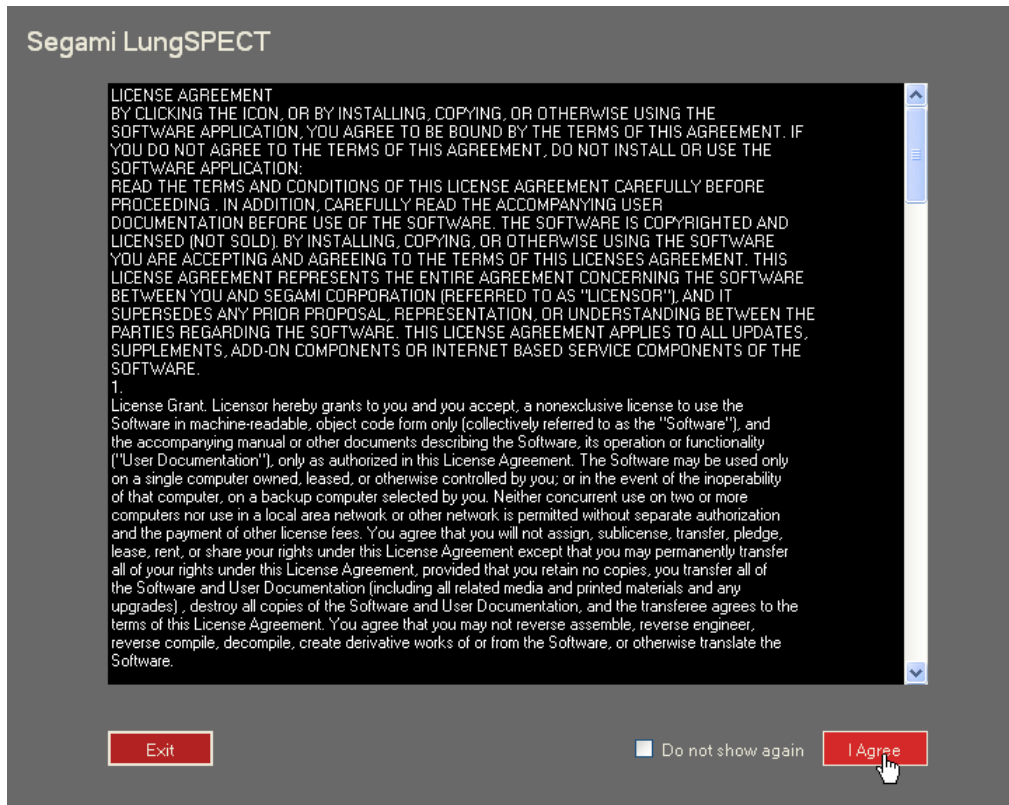 Segami LungSPECT
LICENSE AGREEMENT
BY CLICKING THE ICON, OR BY INSTALLING, COPYING, OR OTHERWISE USING THE
SOFTWARE APPLICATION, YOU AGREE TO BE BOUND BY THE TERMS OF THIS AGREEMENT. IF
YOU DO NOT AGREE TO THE TERMS OF THIS AGREEMENT, DO NOT INSTALL OR USE THE
SOFTWARE APPLICATION:
READ THE TERMS AND CONDITIONS OF THIS LICENSE AGREEMENT CAREFULLY BEFORE
PROCEEDING . IN ADDITION, CAREFULLY READ THE ACCOMPANYING USER
DOCUMENTATION BEFORE USE OF THE SOFTWARE. THE SOFTWARE IS COPYRIGHTED AND
LICENSED (NOT SOLD). BY INSTALLING, COPYING, OR OTHERWISE USING THE SOFTWARE
YOU ARE ACCEPTING AND AGREEING TO THE TERMS OF THIS LICENSES AGREEMENT. THIS
LICENSE AGREEMENT REPRESENTS THE ENTIRE AGREEMENT CONCERNING THE SOFTWARE
BETWEEN YOU AND SEGAMI CORPORATION (REFERRED TO AS "LICENSOR"), AND IT
SUPERSEDES ANY PRIOR PROPOSAL, REPRESENTATION, OR UNDERSTANDING BETWEEN THE
PARTIES REGARDING THE SOFTWARE. THIS LICENSE AGREEMENT APPLIES TO ALL UPDATES,
SUPPLEMENTS, ADD-ON COMPONENTS OR INTERNET BASED SERVICE COMPONENTS OF THE
SOFTWARE.
1.
License Grant. Licensor hereby grants to you and you accept, a nonexclusive license to use the
Software in machine-readable, object code form only (collectively referred to as the "Software"), and
the accompanying manual or other documents describing the Software, its operation or functionality
("User Documentation"), only as authorized in this License Agreement. The Software may be used only
on a single computer owned, leased, or otherwise controlled by you; or in the event of the inoperability
of that computer, on a backup computer selected by you. Neither concurrent use on two or more
computers nor use in a local area network or other network is permitted without separate authorization
and the payment of other license fees. You agree that you will not assign, sublicense, transfer, pledge,
lease, rent, or share your rights under this License Agreement except that you may permanently transfer
all of your rights under this License Agreement, provided that you retain no copies, you transfer all of
the Software and User Documentation (including all related media and printed materials and any
upgrades) , destroy all copies of the Software and User Documentation, and the transferee agrees to the
terms of this License Agreement. You agree that you may not reverse assemble, reverse engineer,
reverse compile, decompile, create derivative works of or from the Software, or otherwise translate the
Software.
Exit
Do not show again
I Agree